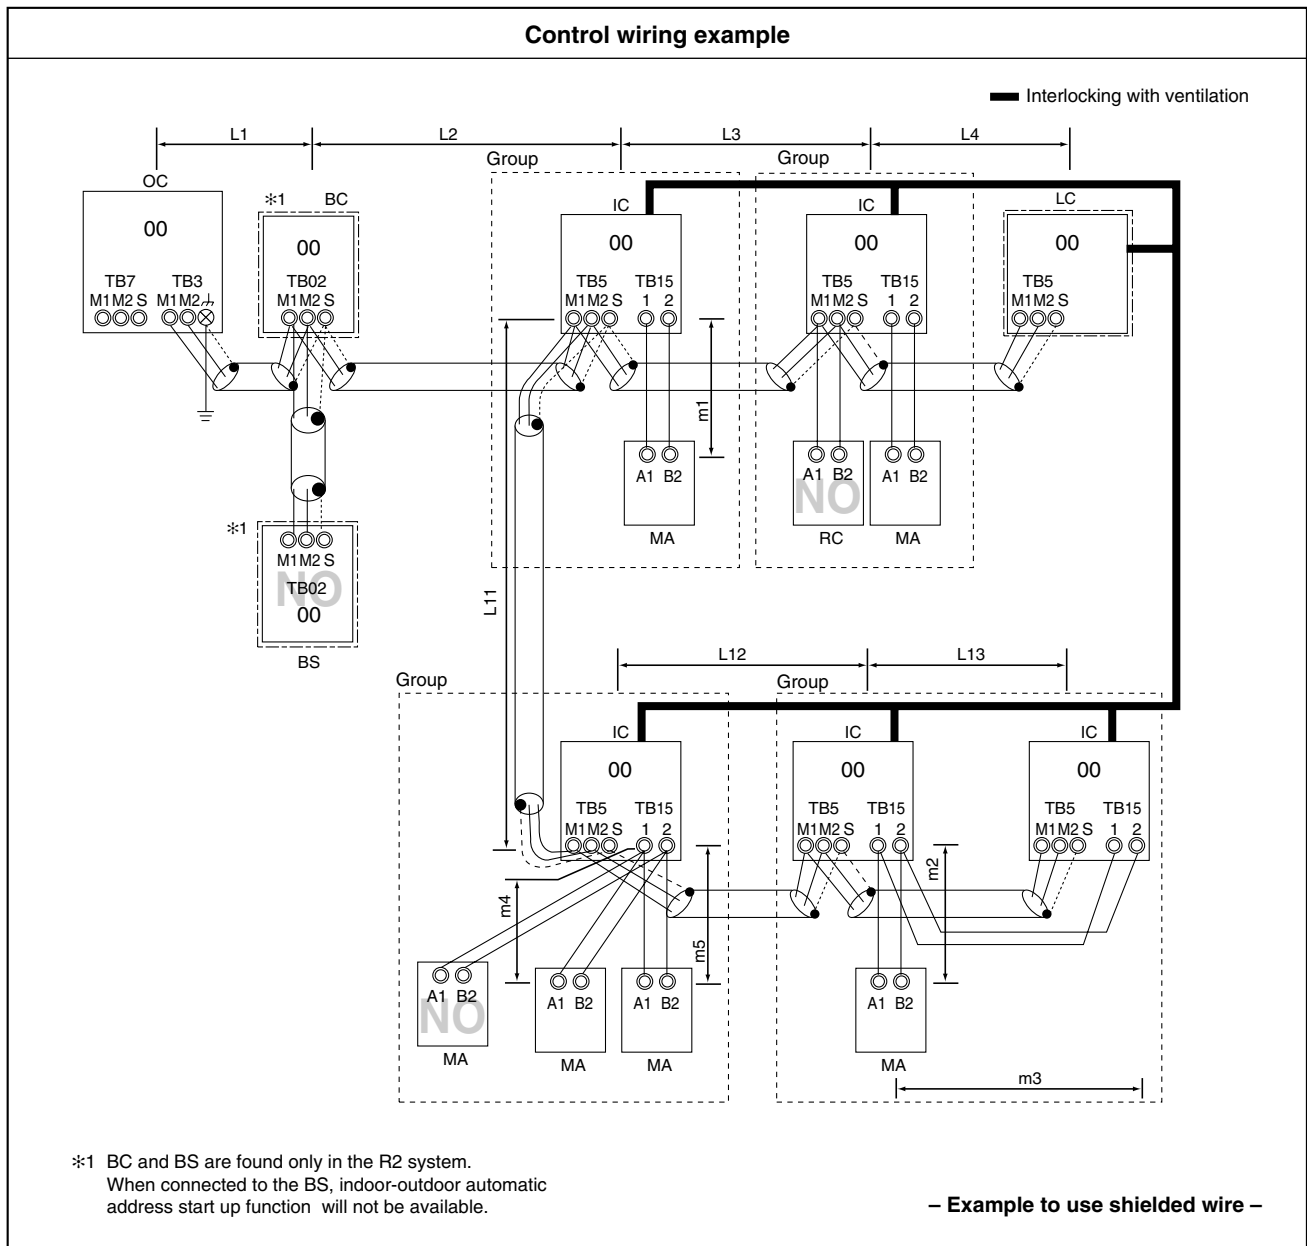 Control wiring example
Interlocking with ventilation
L1 L2 L3 L4
Group Group
OC
✻1 BC IC IC LC
00 00 00 00 00
TB7 TB3 TB02 TB5 TB15 TB5 TB15 TB5
M1 M2 S M1 M2 M1 M2 S M1 M2 S 1 2 M1 M2 S 1 2 M1 M2 S
m1
A1 B2 A1 B2 A1 B2
NO
MA RC MA
✻1
M1 M2 S
NO
TB02
00
BS
L11
L12 L13
Group Group
IC IC IC
00 00 00
TB5 TB15 TB5 TB15 TB5 TB15
M1 M2 S 1 2 M1 M2 S 1 2 M1 M2 S 1 2
m4 m5 m2
A1 B2 A1 B2 A1 B2 A1 B2
NO
MA MA MA MA
m3
✻1 BC and BS are found only in the R2 system.
When connected to the BS, indoor-outdoor automatic
address start up function will not be available.
– Example to use shielded wire –